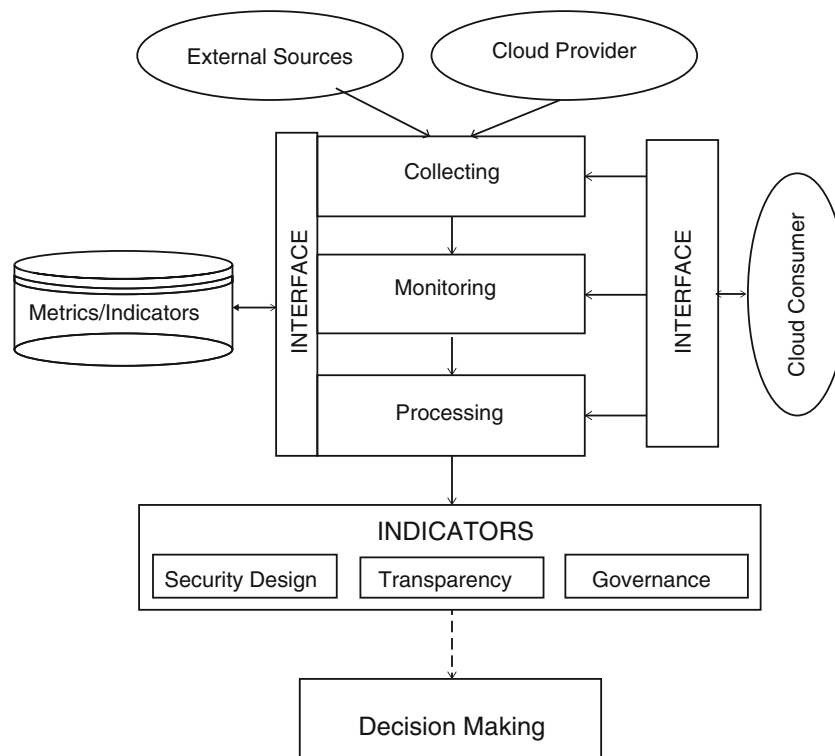 External Sources
Cloud Provider
Collecting
INTERFACE
Monitoring
Metrics/Indicators
INTERFACE
Cloud Consumer
Processing
INDICATORS
Security Design
Transparency
Governance
Decision Making